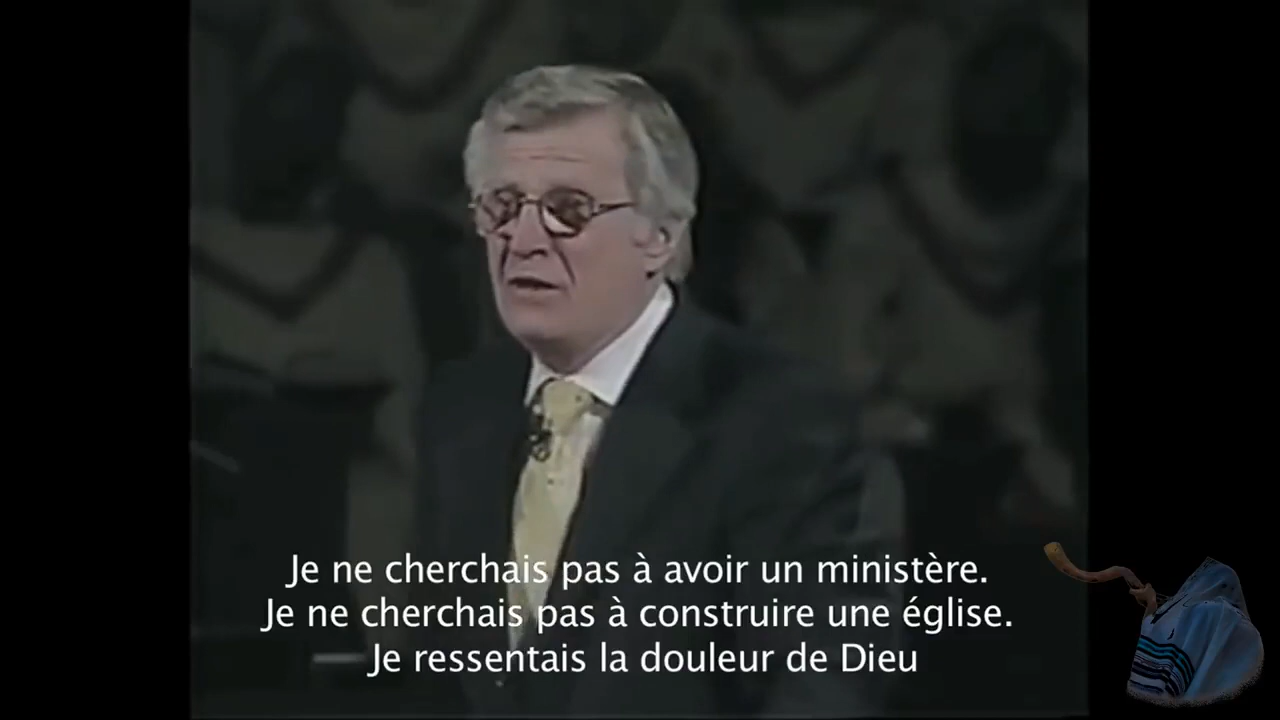 Je ne cherchais pas à avoir un ministère.
Je ne cherchais pas à construire une église.
Je ressentais la douleur de Dieu